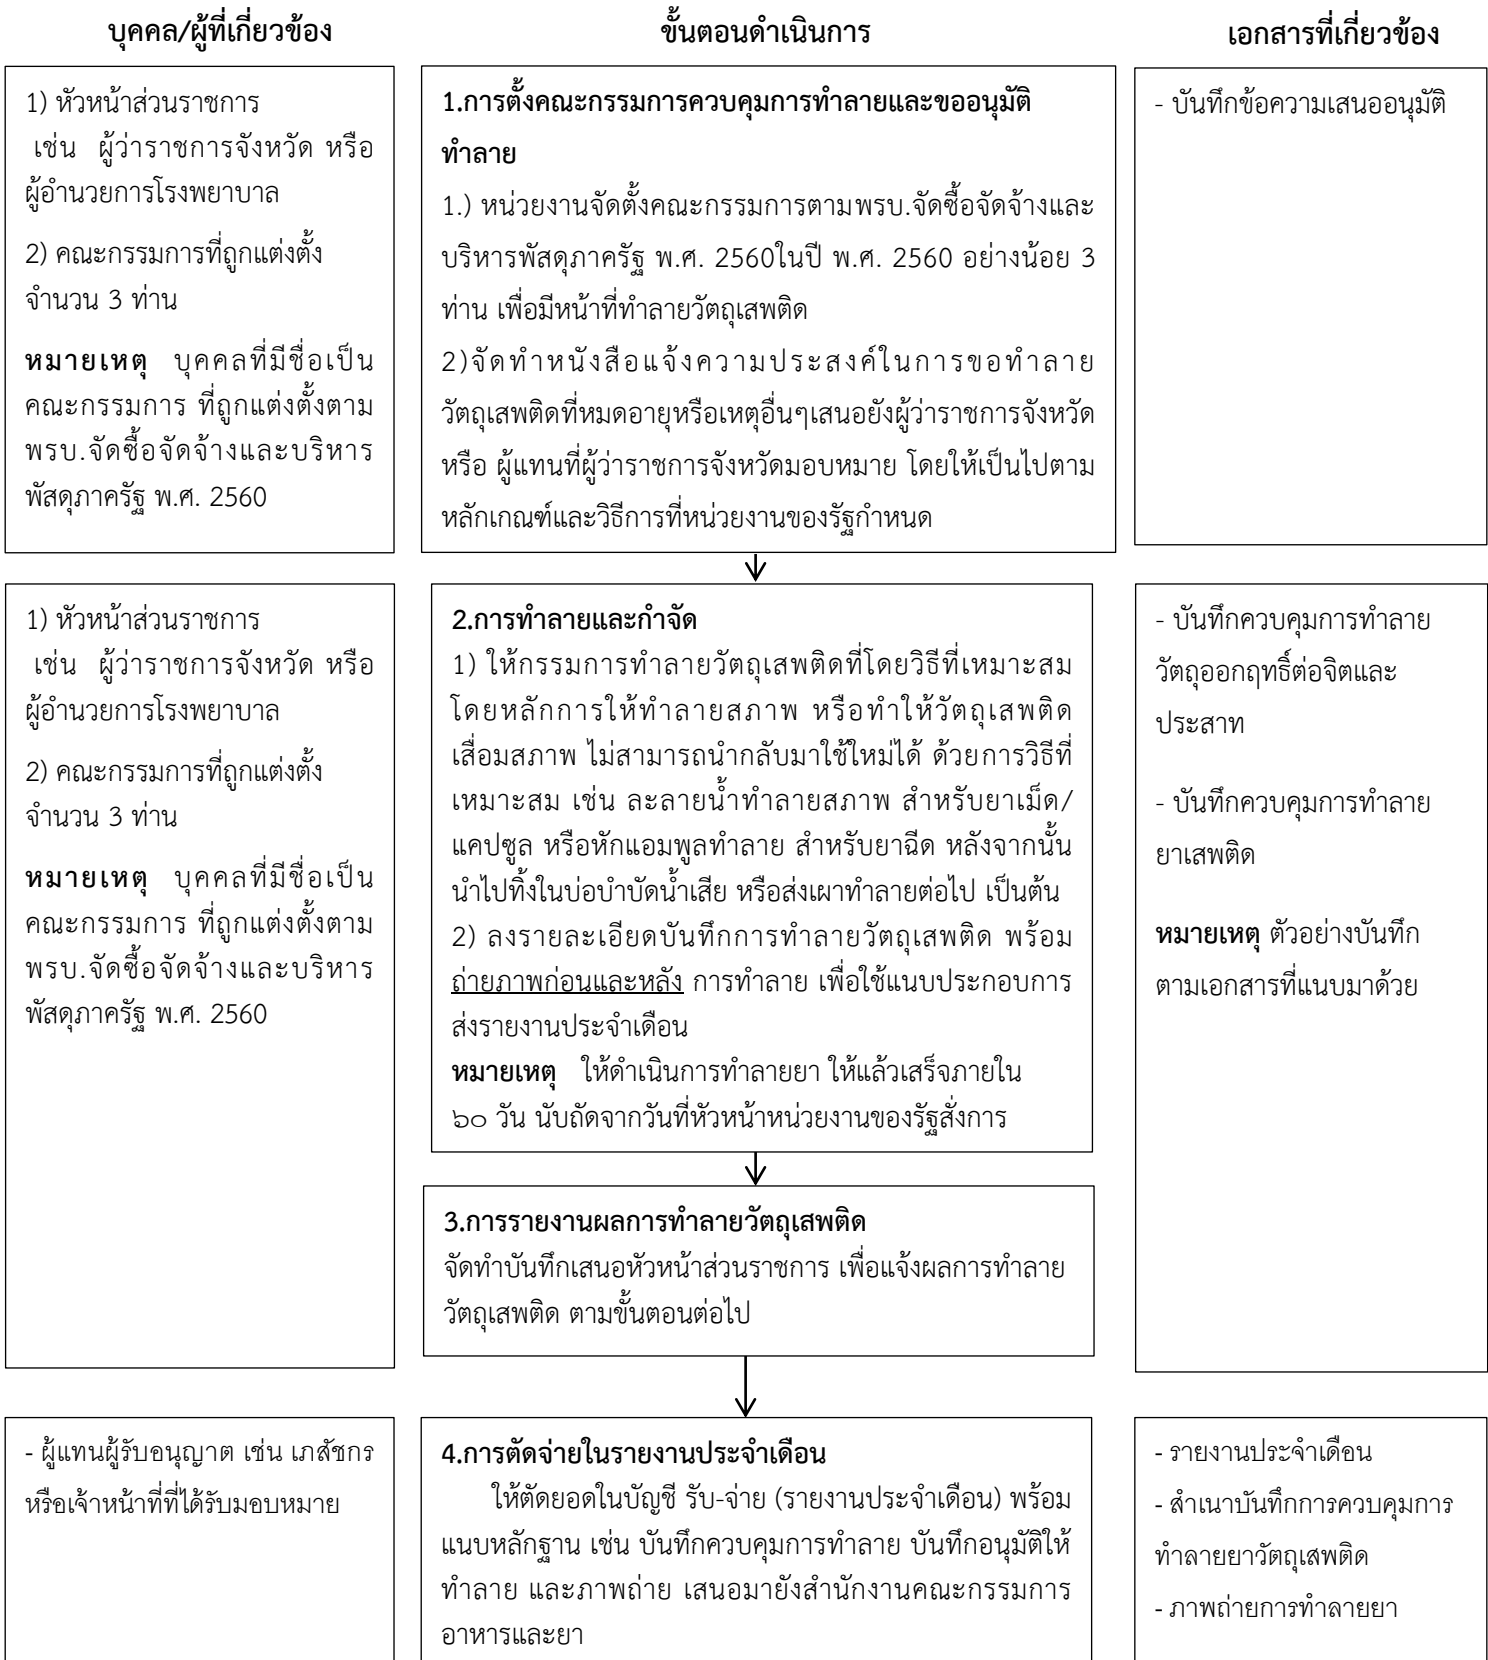 บุคคล/ผู้ที่เกี่ยวข้อง
ขั้นตอนดำเนินการ
เอกสารที่เกี่ยวข้อง
1) หัวหน้าส่วนราชการ
เช่น ผู้ว่าราชการจังหวัด หรือ
ผู้อำนวยการโรงพยาบาล
2) คณะกรรมการที่ถูกแต่งตั้ง
จำนวน 3 ท่าน
หมายเหตุ บุคคลที่มีชื่อเป็น
คณะกรรมการ ที่ถูกแต่งตั้งตาม
พรบ.จัดซื้อจัดจ้างและบริหาร
พัสดุภาครัฐ พ.ศ. 2560
1.การตั้งคณะกรรมการควบคุมการทำลายและขออนุมัติ
ทำลาย
1.) หน่วยงานจัดตั้งคณะกรรมการตามพรบ.จัดซื้อจัดจ้างและ
บริหารพัสดุภาครัฐ พ.ศ. 2560ในปี พ.ศ. 2560 อย่างน้อย 3
ท่าน เพื่อมีหน้าที่ทำลายวัตถุเสพติด
2)จัดทำหนังสือแจ้งความประสงค์ในการขอทำลาย
วัตถุเสพติดที่หมดอายุหรือเหตุอื่นๆเสนอยังผู้ว่าราชการจังหวัด
หรือ ผู้แทนที่ผู้ว่าราชการจังหวัดมอบหมาย โดยให้เป็นไปตาม
หลักเกณฑ์และวิธีการที่หน่วยงานของรัฐกำหนด
- บันทึกข้อความเสนออนุมัติ
1) หัวหน้าส่วนราชการ
เช่น ผู้ว่าราชการจังหวัด หรือ
ผู้อำนวยการโรงพยาบาล
2) คณะกรรมการที่ถูกแต่งตั้ง
จำนวน 3 ท่าน
หมายเหตุ บุคคลที่มีชื่อเป็น
คณะกรรมการ ที่ถูกแต่งตั้งตาม
พรบ.จัดซื้อจัดจ้างและบริหาร
พัสดุภาครัฐ พ.ศ. 2560
2.การทำลายและกำจัด
1) ให้กรรมการทำลายวัตถุเสพติดที่โดยวิธีที่เหมาะสม
โดยหลักการให้ทำลายสภาพ หรือทำให้วัตถุเสพติด
เสื่อมสภาพ ไม่สามารถนำกลับมาใช้ใหม่ได้ ด้วยการวิธีที่
เหมาะสม เช่น ละลายน้ำทำลายสภาพ สำหรับยาเม็ด/
แคปซูล หรือหักแอมพูลทำลาย สำหรับยาฉีด หลังจากนั้น
นำไปทิ้งในบ่อบำบัดน้ำเสีย หรือส่งเผาทำลายต่อไป เป็นต้น
2) ลงรายละเอียดบันทึกการทำลายวัตถุเสพติด พร้อม
ถ่ายภาพก่อนและหลัง การทำลาย เพื่อใช้แนบประกอบการ
ส่งรายงานประจำเดือน
หมายเหตุ ให้ดำเนินการทำลายยา ให้แล้วเสร็จภายใน
๖๐ วัน นับถัดจากวันที่หัวหน้าหน่วยงานของรัฐสั่งการ
- บันทึกควบคุมการทำลาย
วัตถุออกฤทธิ์ต่อจิตและ
ประสาท
- บันทึกควบคุมการทำลาย
ยาเสพติด
หมายเหตุ ตัวอย่างบันทึก
ตามเอกสารที่แนบมาด้วย
3.การรายงานผลการทำลายวัตถุเสพติด
จัดทำบันทึกเสนอหัวหน้าส่วนราชการ เพื่อแจ้งผลการทำลาย
วัตถุเสพติด ตามขั้นตอนต่อไป
- ผู้แทนผู้รับอนุญาต เช่น เภสัชกร
หรือเจ้าหน้าที่ที่ได้รับมอบหมาย
4.การตัดจ่ายในรายงานประจำเดือน
ให้ตัดยอดในบัญชี รับ-จ่าย (รายงานประจำเดือน) พร้อม
แนบหลักฐาน เช่น บันทึกควบคุมการทำลาย บันทึกอนุมัติให้
ทำลาย และภาพถ่าย เสนอมายังสำนักงานคณะกรรมการ
อาหารและยา
- รายงานประจำเดือน
- สำเนาบันทึกการควบคุมการ
ทำลายยาวัตถุเสพติด
- ภาพถ่ายการทำลายยา